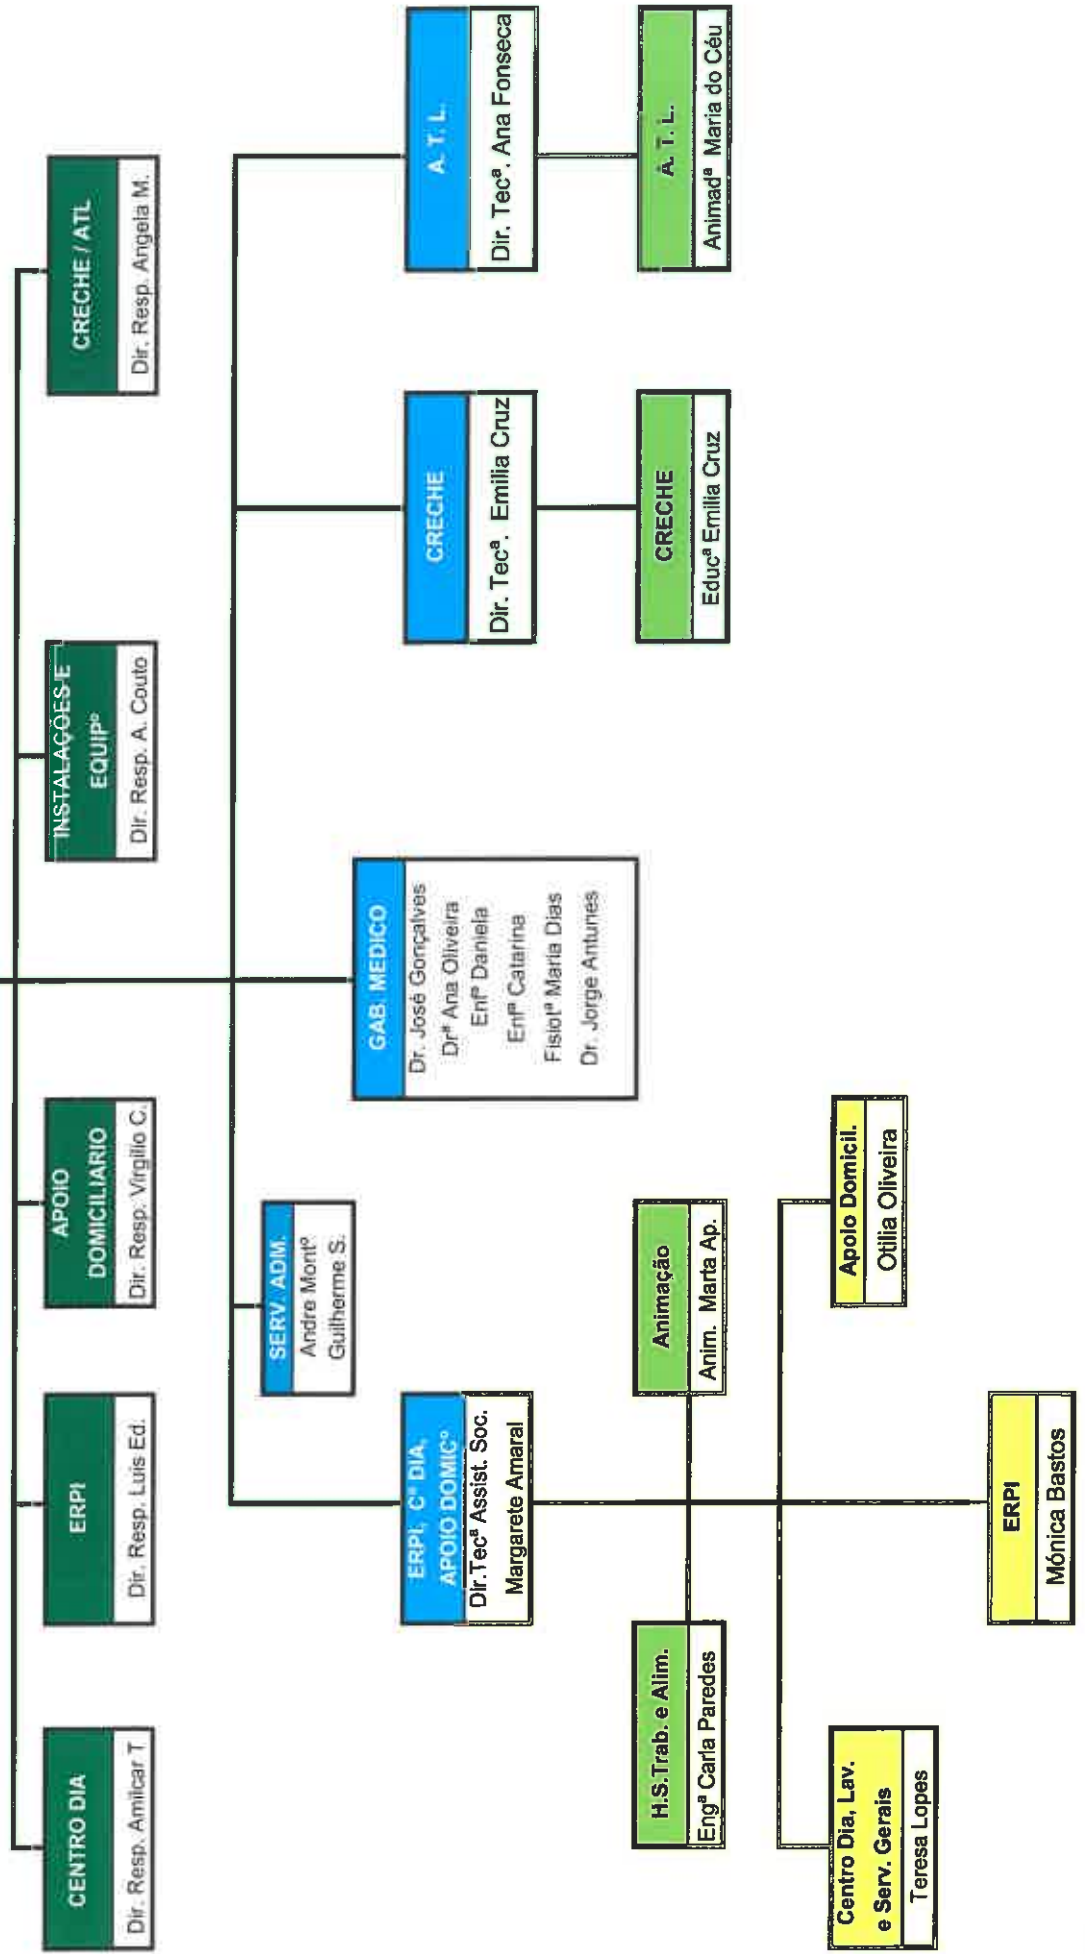 CENTRO DIA
Dir. Resp. Amilcar T
ERPI
Dir. Resp. Luis Ed.
APOIO
DOMICILIARIO
Dir. Resp. Virgílio C.
INSTALAÇÕES E
EQUIPº
Dir. Resp. A. Couto
CRECHE / ATL
Dir. Resp. Angela M.
SERV. ADM.
Andre Montº
Guilherme S.
GAB. MEDICO
Dr. José Gonçalves
Drª Ana Oliveira
Enfª Daniela
Enfª Catarina
Fisiotª Maria Dias
Dr. Jorge Antunes
ERPI, Cº DIA,
APOIO DOMICº
Dir.Tecª Assist. Soc.
Margarete Amaral
CRECHE
Dir. Tecª. Emilia Cruz
A. T. L.
Dir. Tecª. Ana Fonseca
H.S.Trab. e Alim.
Engª Carla Paredes
Animação
Anim. Marta Ap.
CRECHE
Educª Emilia Cruz
A. T. L.
Animadª Maria do Céu
Centro Dia, Lav.
e Serv. Gerais
Teresa Lopes
Apoio Domicil.
Otilia Oliveira
ERPI
Mónica Bastos